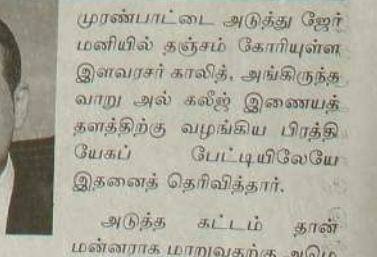 முரண்பாட்டை அடுத்து ஜேர்
மனியில் தஞ்சம் கோரியுள்ள
இளவரசர் காலித், அங்கிருந்த
வாறு அல் கலீஜ் இணையத்
தளத்திற்கு வழங்கிய பிரத்தி
யேகப் பேட்டியிலேயே
இதனைத் தெரிவித்தார்.
அடுத்த கட்டம் தான்
மன்னராக மாறுவதற்கு